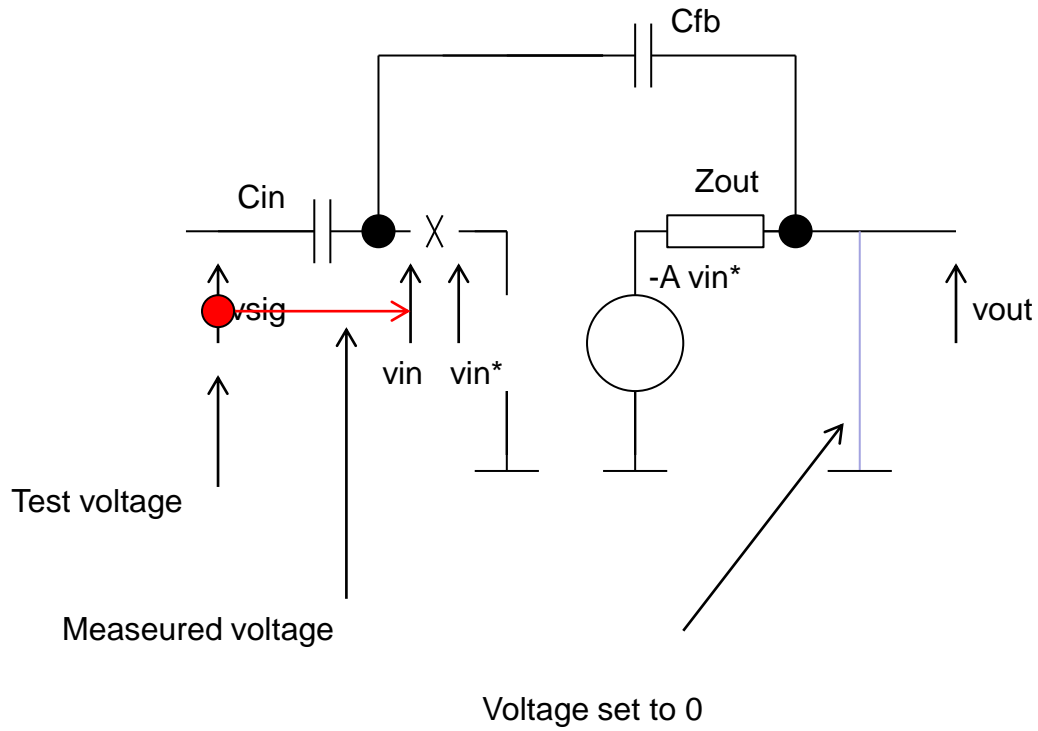 Cfb
Cin
Zout
-A vin*
vsig
vout
vin
vin*
Test voltage
Measeured voltage
Voltage set to 0